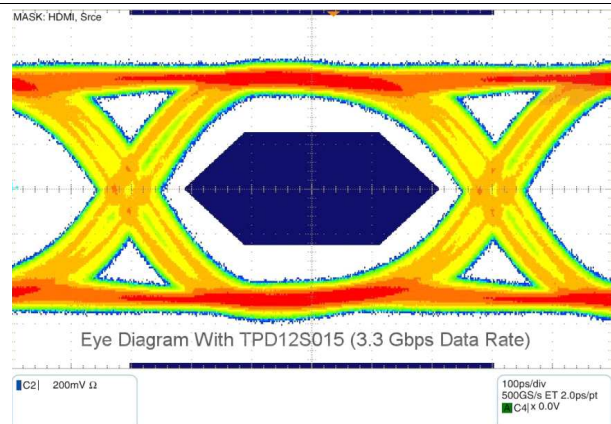 MASK: HDMI, Srce
Eye Diagram With TPD12S015 (3.3 Gbps Data Rate)
C2| 200mV Ω
100ps/div
500GS/s ET 2.0ps/pt
A C4| x 0.0V